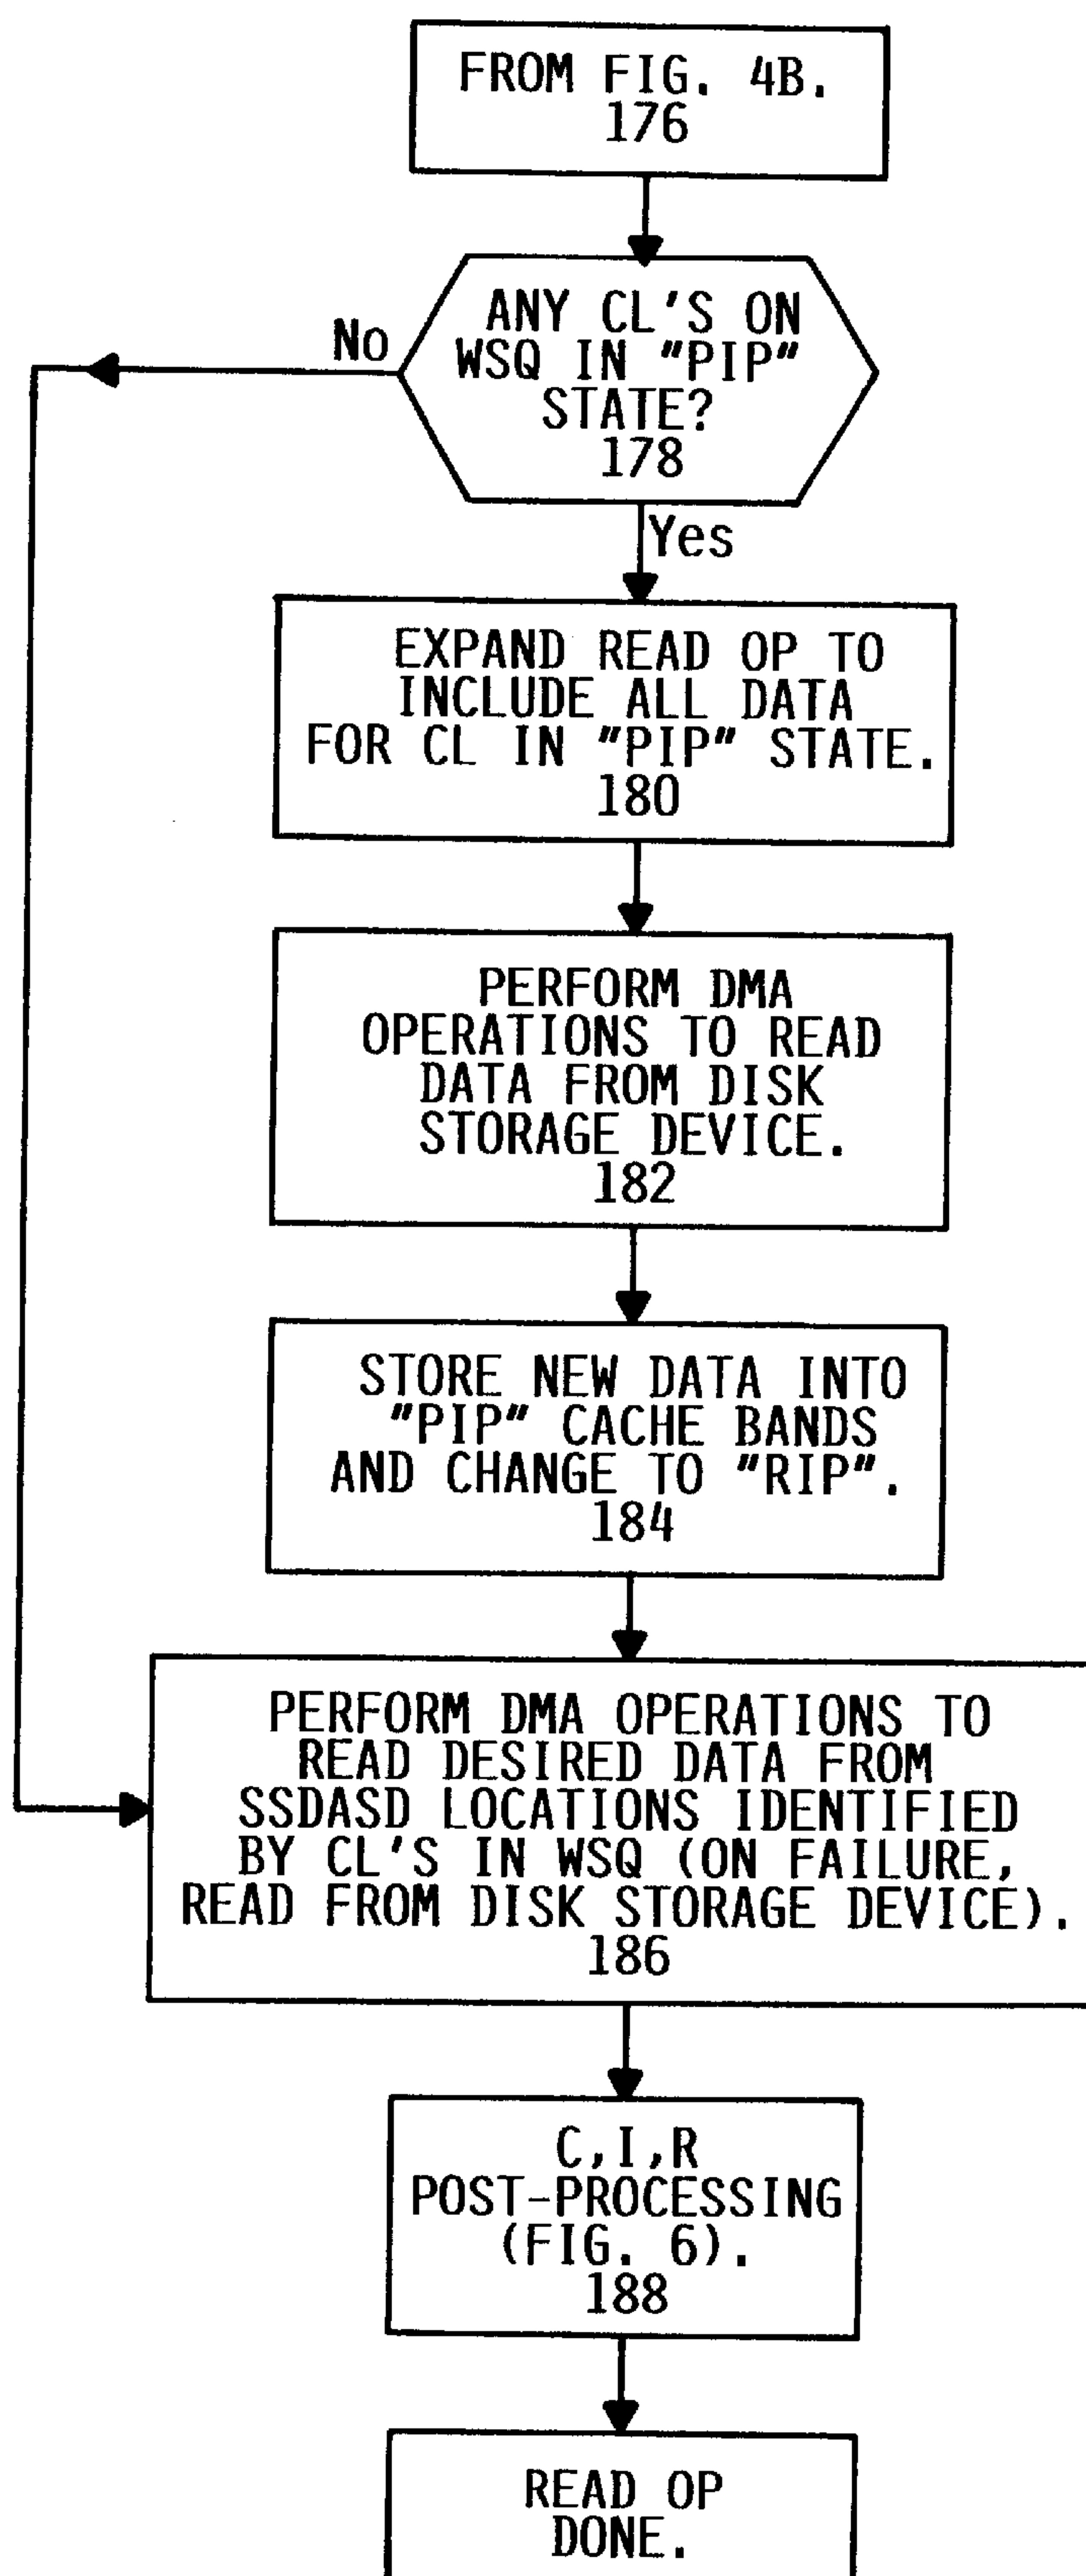 FROM FIG. 4B.
176
ANY CL'S ON
WSQ IN "PIP"
STATE?
178
No
Yes
EXPAND READ OP TO
INCLUDE ALL DATA
FOR CL IN "PIP" STATE.
180
PERFORM DMA
OPERATIONS TO READ
DATA FROM DISK
STORAGE DEVICE.
182
STORE NEW DATA INTO
"PIP" CACHE BANDS
AND CHANGE TO "RIP".
184
PERFORM DMA OPERATIONS TO
READ DESIRED DATA FROM
SSDASD LOCATIONS IDENTIFIED
BY CL'S IN WSQ (ON FAILURE,
READ FROM DISK STORAGE DEVICE).
186
C,I,R
POST-PROCESSING
(FIG. 6).
188
READ OP
DONE.